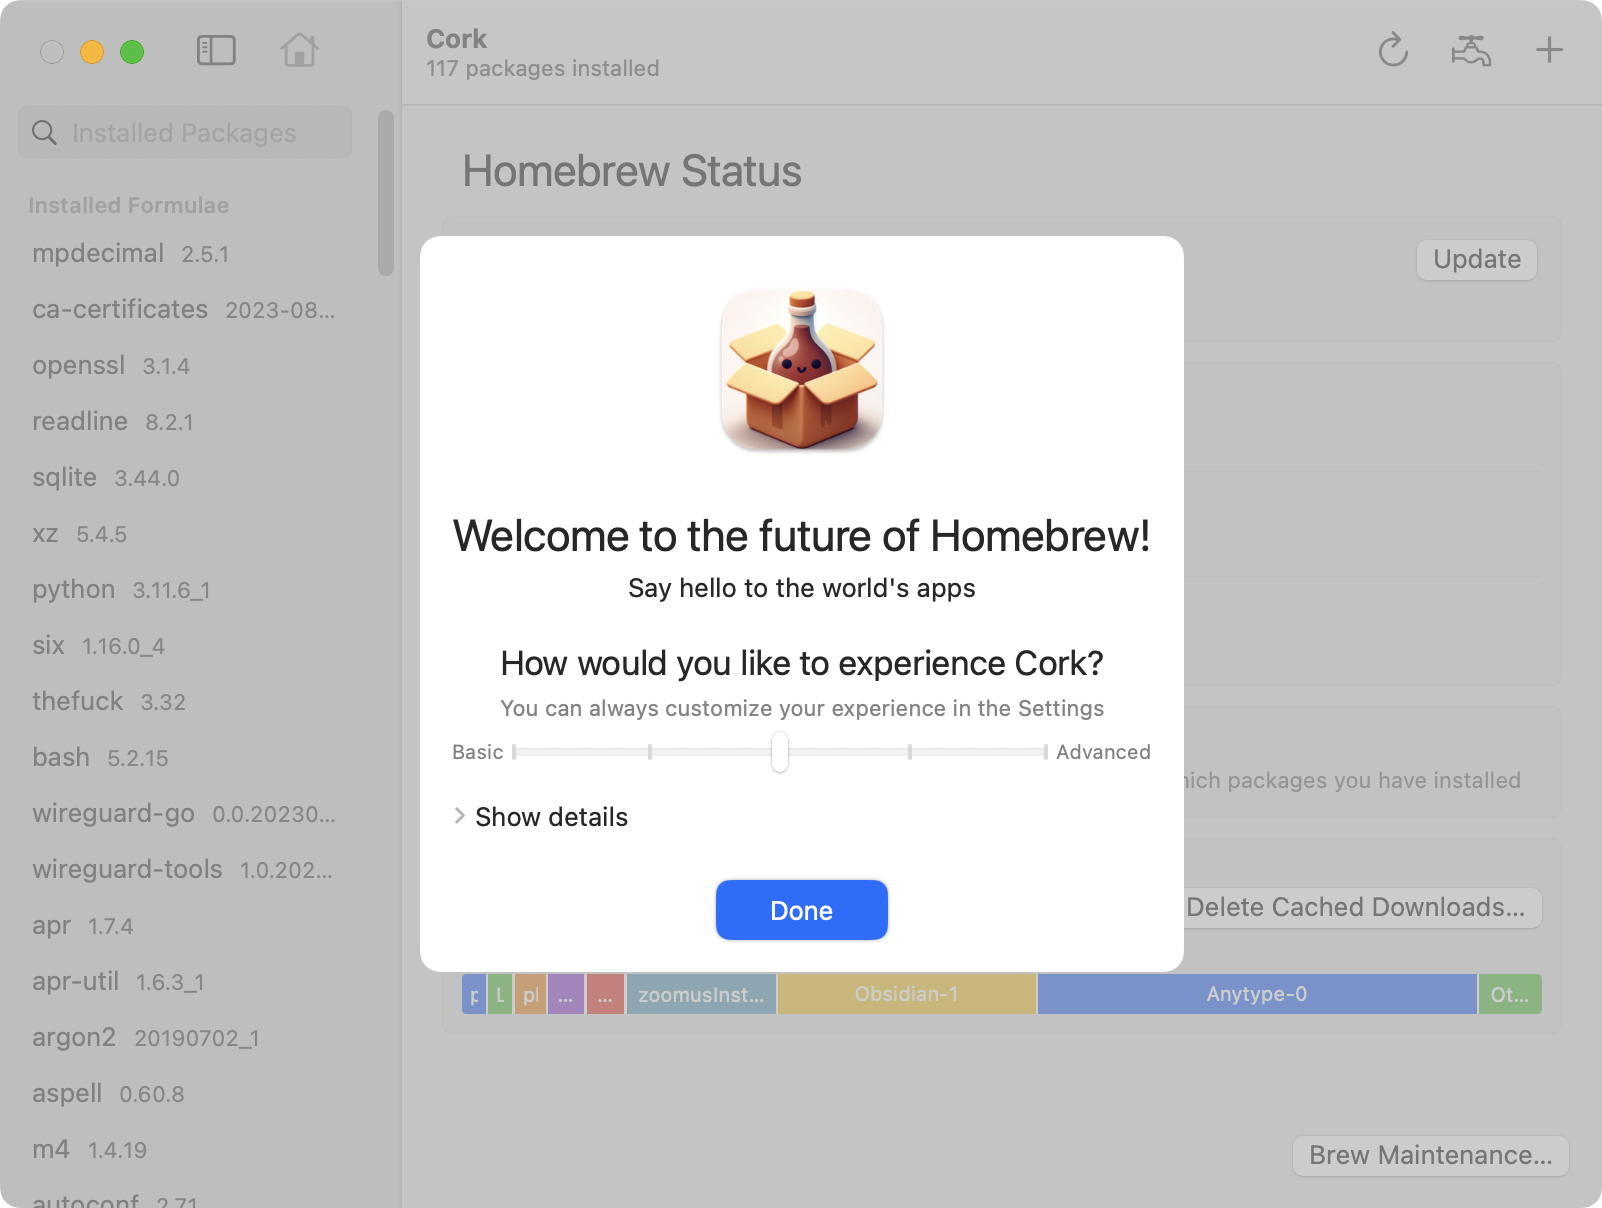 Cork
117 packages installed
Installed Packages
Installed Formulae
mpdecimal 2.5.1
ca-certificates 2023-08...
openssl 3.1.4
readline 8.2.1
sqlite 3.44.0
xz 5.4.5
python 3.11.6_1
six 1.16.0_4
thefuck 3.32
bash 5.2.15
wireguard-go 0.0.20230...
wireguard-tools 1.0.202...
apr 1.7.4
apr-util 1.6.3_1
argon2 20190702_1
aspell 0.60.8
m4 1.4.19
autoconf 2.71
Homebrew Status
Update
Welcome to the future of Homebrew!
Say hello to the world's apps
How would you like to experience Cork?
You can always customize your experience in the Settings
Basic Advanced
Show details
Done
packages you have installed
Delete Cached Downloads...
p L pl ... ... zoomusInst... Obsidian-1 Anytype-0 Ot...
Brew Maintenance...